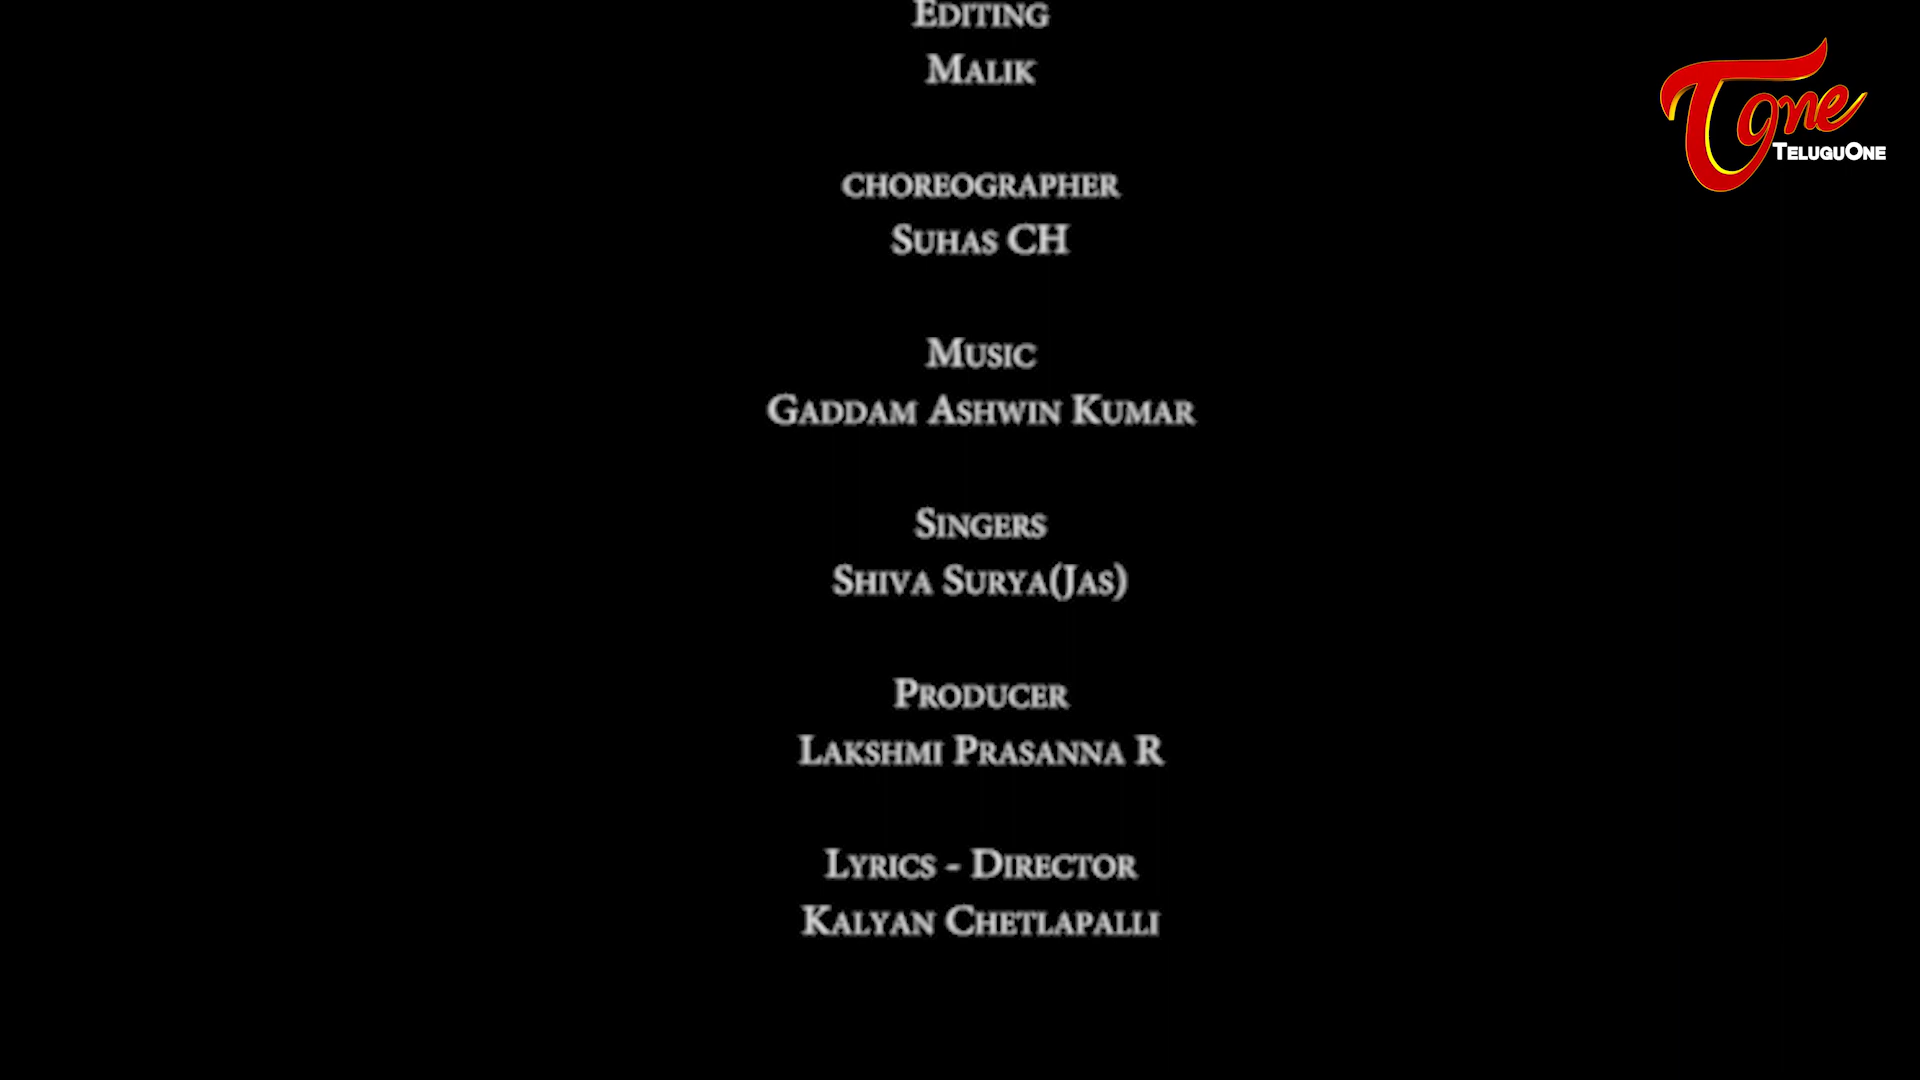 Editing
Malik
choreographer
Suhas CH
Music
Gaddam Ashwin Kumar
Singers
Shiva Surya(Jas)
Producer
Lakshmi Prasanna R
Lyrics - Director
Kalyan Chetlapalli
Tone
TeluguOne